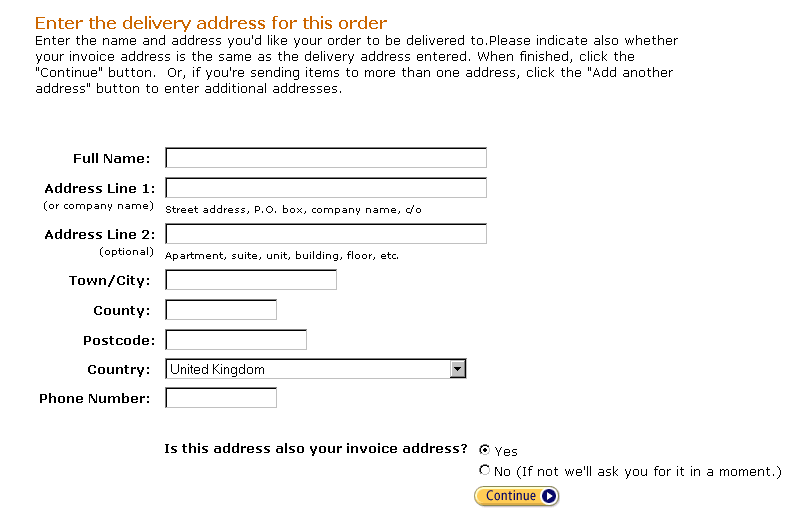 Enter the delivery address for this order
Enter the name and address you'd like your order to be delivered to.Please indicate also whether
your invoice address is the same as the delivery address entered. When finished, click the
"Continue" button.  Or, if you're sending items to more than one address, click the "Add another
address" button to enter additional addresses.
Full Name:
Address Line 1:
(or company name)
Street address, P.O. box, company name, c/o
Address Line 2:
(optional)
Apartment, suite, unit, building, floor, etc.
Town/City:
County:
Postcode:
Country: United Kingdom
Phone Number:
Is this address also your invoice address? Yes
No (If not we'll ask you for it in a moment.)
Continue